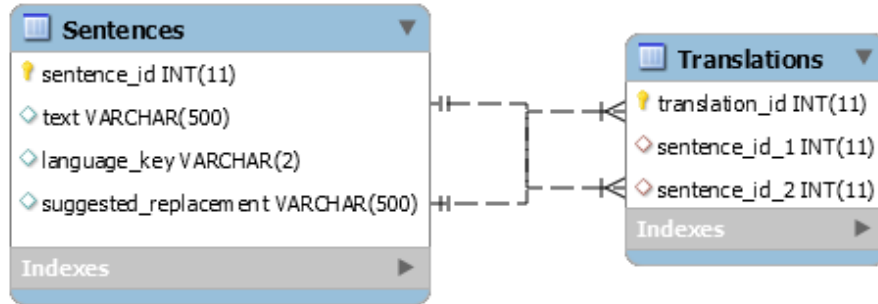 Sentences
sentence_id INT(11)
text VARCHAR(500)
language_key VARCHAR(2)
suggested_replacement VARCHAR(500)
Indexes
Translations
translation_id INT(11)
sentence_id_1 INT(11)
sentence_id_2 INT(11)
Indexes